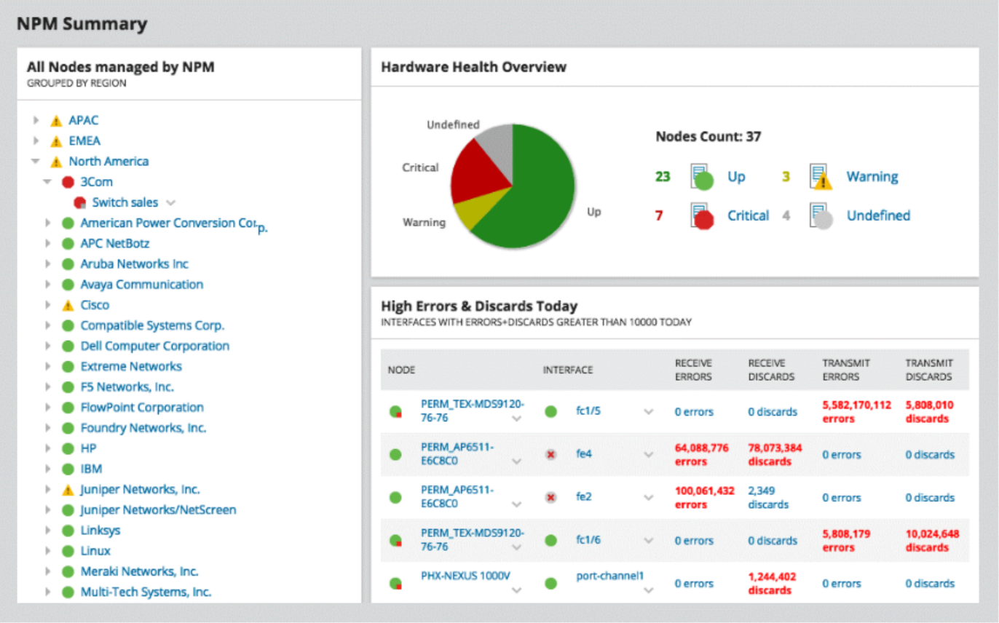 NPM Summary
All Nodes managed by NPM
GROUPED BY REGION
APAC
EMEA
North America
3Com
Switch sales
American Power Conversion Corp.
APC NetBotz
Aruba Networks Inc
Avaya Communication
Cisco
Compatible Systems Corp.
Dell Computer Corporation
Extreme Networks
F5 Networks, Inc.
FlowPoint Corporation
Foundry Networks, Inc.
HP
IBM
Juniper Networks, Inc.
Juniper Networks/NetScreen
Linksys
Linux
Meraki Networks, Inc.
Multi-Tech Systems, Inc.
Hardware Health Overview
Undefined
Critical
Warning
Up
Nodes Count: 37
23 Up 3 Warning
7 Critical 4 Undefined
High Errors & Discards Today
INTERFACES WITH ERRORS+DISCARDS GREATER THAN 10000 TODAY
NODE INTERFACE RECEIVE ERRORS RECEIVE DISCARDS TRANSMIT ERRORS TRANSMIT DISCARDS
PERM_TEX-MDS9120-76-76 fc1/5 0 errors 0 discards 5,582,170,112 errors 5,808,010 discards
PERM_AP6511-E6C8C0 fe4 64,088,776 errors 78,073,384 discards 0 errors 0 discards
PERM_AP6511-E6C8C0 fe2 100,061,432 errors 2,349 discards 0 errors 0 discards
PERM_TEX-MDS9120-76-76 fc1/6 0 errors 0 discards 5,808,179 errors 10,024,648 discards
PHX-NEXUS 1000V port-channel1 0 errors 1,244,402 discards 0 errors 0 discards